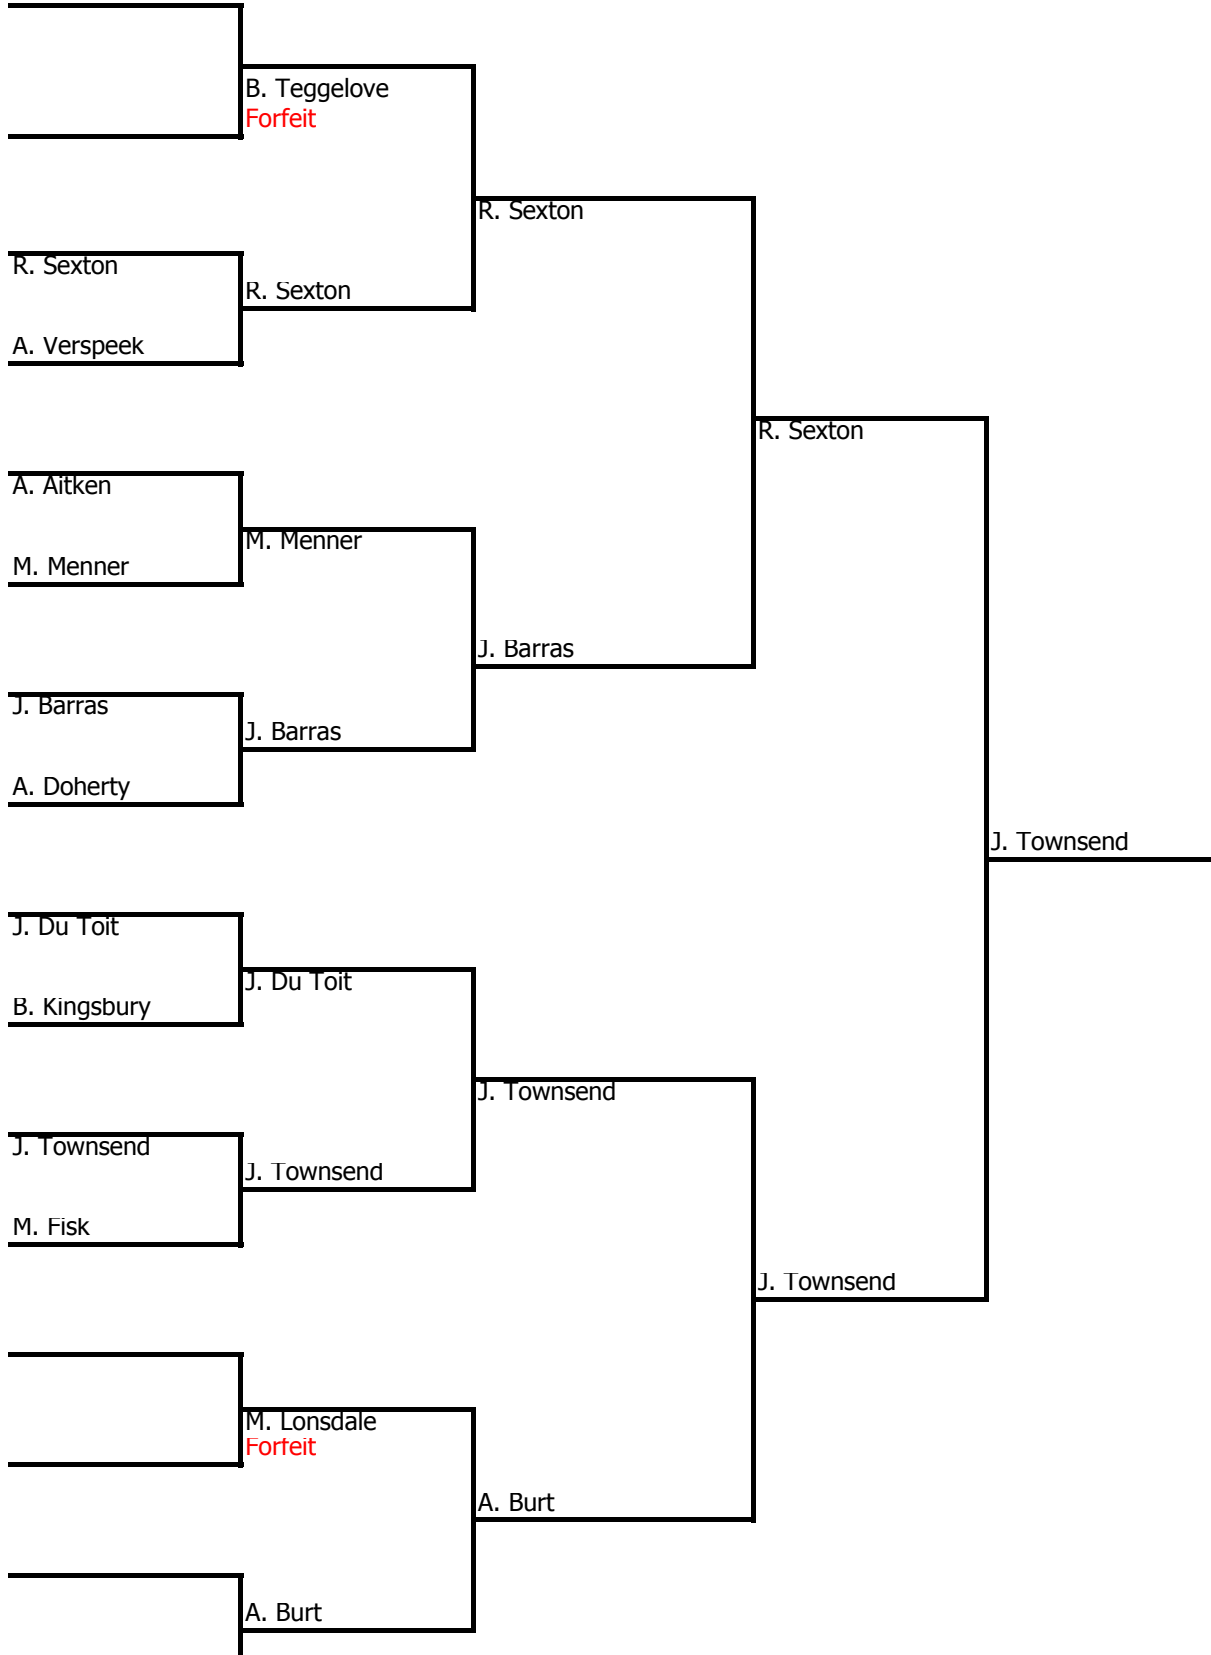 B. Teggelove
Forfeit
R. Sexton
R. Sexton
R. Sexton
A. Verspeek
R. Sexton
A. Aitken
M. Menner
M. Menner
J. Barras
J. Barras
J. Barras
A. Doherty
J. Townsend
J. Du Toit
J. Du Toit
B. Kingsbury
J. Townsend
J. Townsend
J. Townsend
M. Fisk
J. Townsend
M. Lonsdale
Forfeit
A. Burt
A. Burt